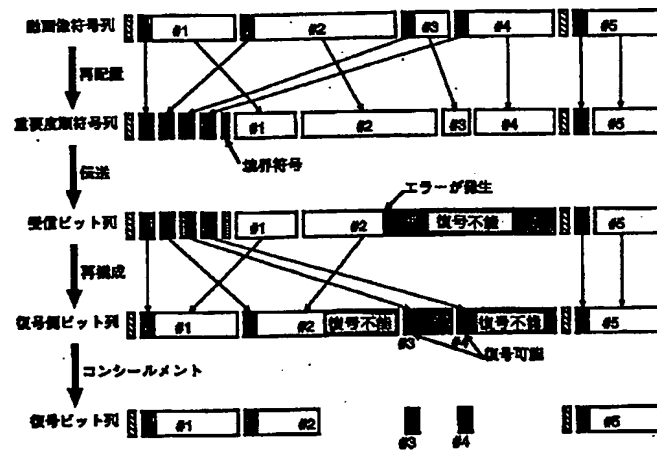 動画像符号列 #1 #2 #3 #4 #5
再配置
重要度順符号列 #1 #2 #3 #4 #5
境界符号
伝送
エラーが発生
受信ビット列 #1 #2 復号不能 #5
再構成
復号側ビット列 #1 #2 復号不能 #3 #4 復号不能 #5
復号可能
コンシールメント
復号ビット列 #1 #2 #3 #4 #5